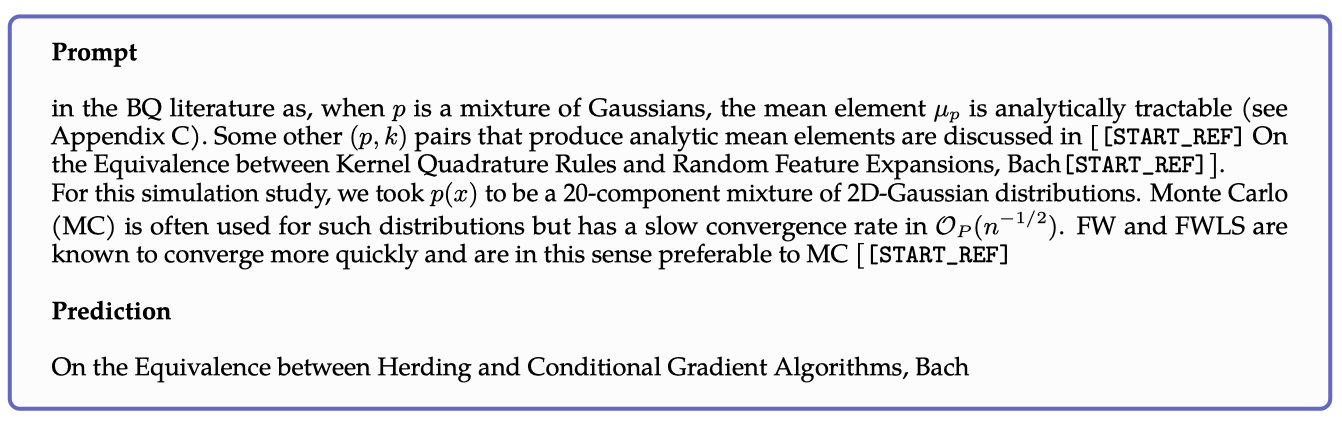 Prompt
in the BQ literature as, when p is a mixture of Gaussians, the mean element μₚ is analytically tractable (see
Appendix C). Some other (p, k) pairs that produce analytic mean elements are discussed in [[START_REF] On
the Equivalence between Kernel Quadrature Rules and Random Feature Expansions, Bach[START_REF]].
For this simulation study, we took p(x) to be a 20-component mixture of 2D-Gaussian distributions. Monte Carlo
(MC) is often used for such distributions but has a slow convergence rate in 𝒪_P(n^{−1/2}). FW and FWLS are
known to converge more quickly and are in this sense preferable to MC [[START_REF]
Prediction
On the Equivalence between Herding and Conditional Gradient Algorithms, Bach